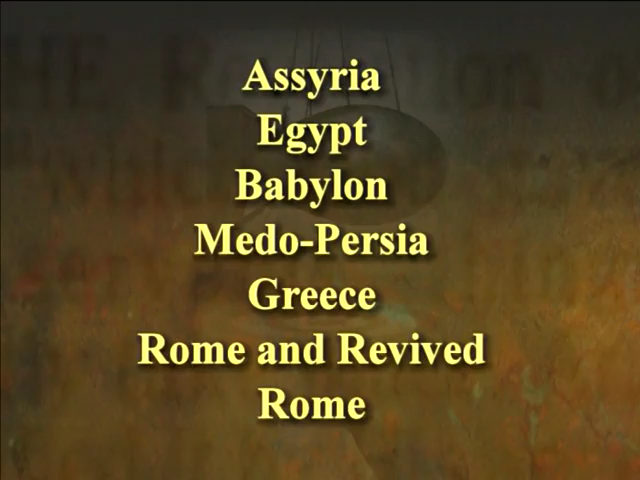 Assyria
Egypt
Babylon
Medo-Persia
Greece
Rome and Revived
Rome